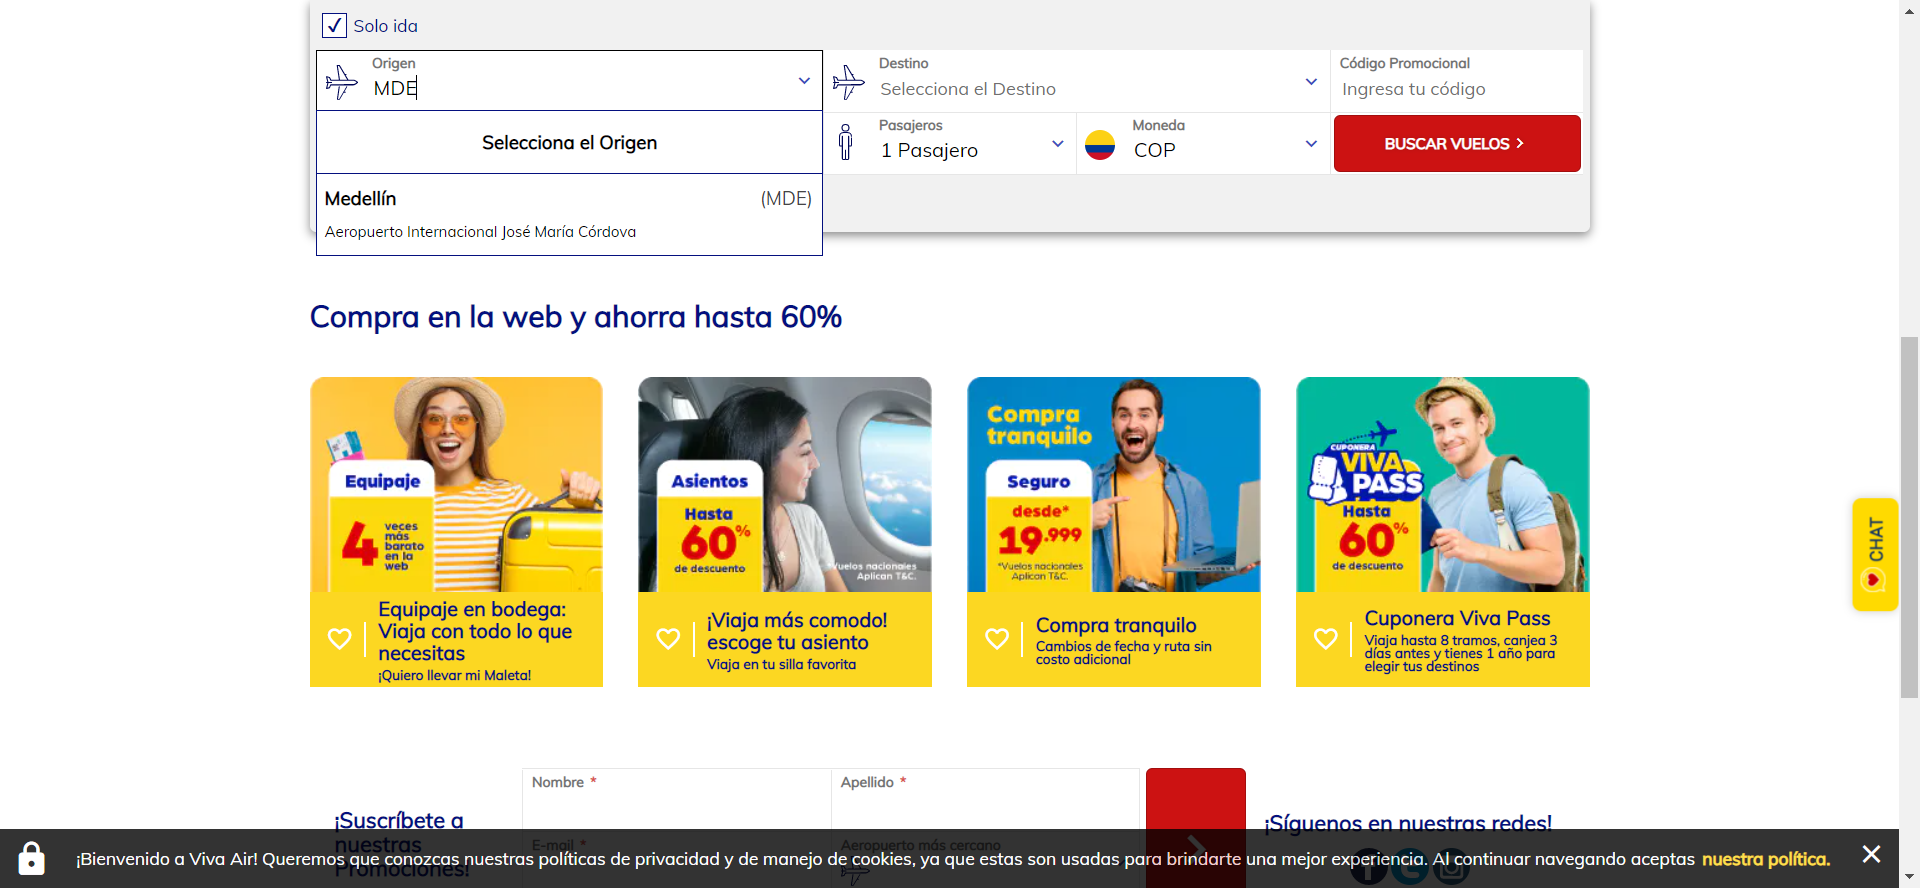 Solo ida
Origen
MDE
Destino
Selecciona el Destino
Código Promocional
Ingresa tu código
Selecciona el Origen
Pasajeros
1 Pasajero
Moneda
COP
BUSCAR VUELOS
Medellín
(MDE)
Aeropuerto Internacional José María Córdova
Compra en la web y ahorra hasta 60%
Equipaje
4 veces
más
barato
en la
web
Equipaje en bodega:
Viaja con todo lo que
necesitas
¡Quiero llevar mi Maleta!
Asientos
Hasta
60%
de descuento
*Vuelos nacionales
Aplican T&C.
¡Viaja más comodo!
escoge tu asiento
Viaja en tu silla favorita
Compra
tranquilo
Seguro
desde*
19.999
*Vuelos nacionales
Aplican T&C.
Compra tranquilo
Cambios de fecha y ruta sin
costo adicional
CUPONERA
VIVA
PASS
Hasta
60%
de descuento
Cuponera Viva Pass
Viaja hasta 8 tramos, canjea 3
días antes y tienes 1 año para
elegir tus destinos
CHAT
¡Suscríbete a
nuestras
Promociones!
Nombre *
Apellido *
E-mail *
Aeropuerto más cercano
¡Síguenos en nuestras redes!
¡Bienvenido a Viva Air! Queremos que conozcas nuestras políticas de privacidad y de manejo de cookies, ya que estas son usadas para brindarte una mejor experiencia. Al continuar navegando aceptas nuestra política.